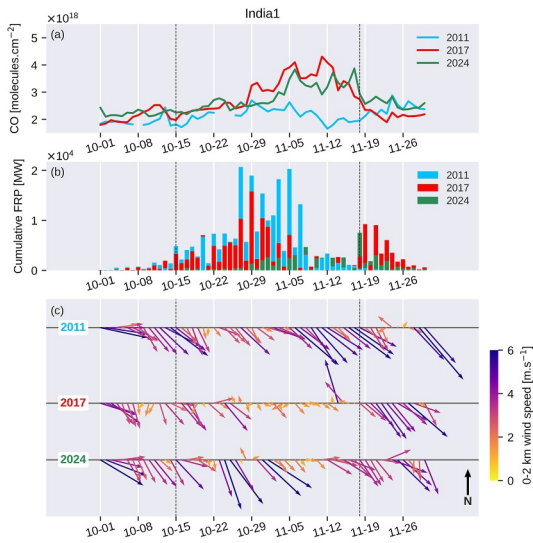 India1
×10¹⁸
(a)
2011
2017
2024
CO [molecules.cm⁻²]
5
4
3
2
10-01 10-08 10-15 10-22 10-29 11-05 11-12 11-19 11-26
×10⁴
(b)
2011
2017
2024
Cumulative FRP [MW]
2
1
0
10-01 10-08 10-15 10-22 10-29 11-05 11-12 11-19 11-26
(c)
2011
2017
2024
N
10-01 10-08 10-15 10-22 10-29 11-05 11-12 11-19 11-26
6
4
2
0
0-2 km wind speed [m.s⁻¹]